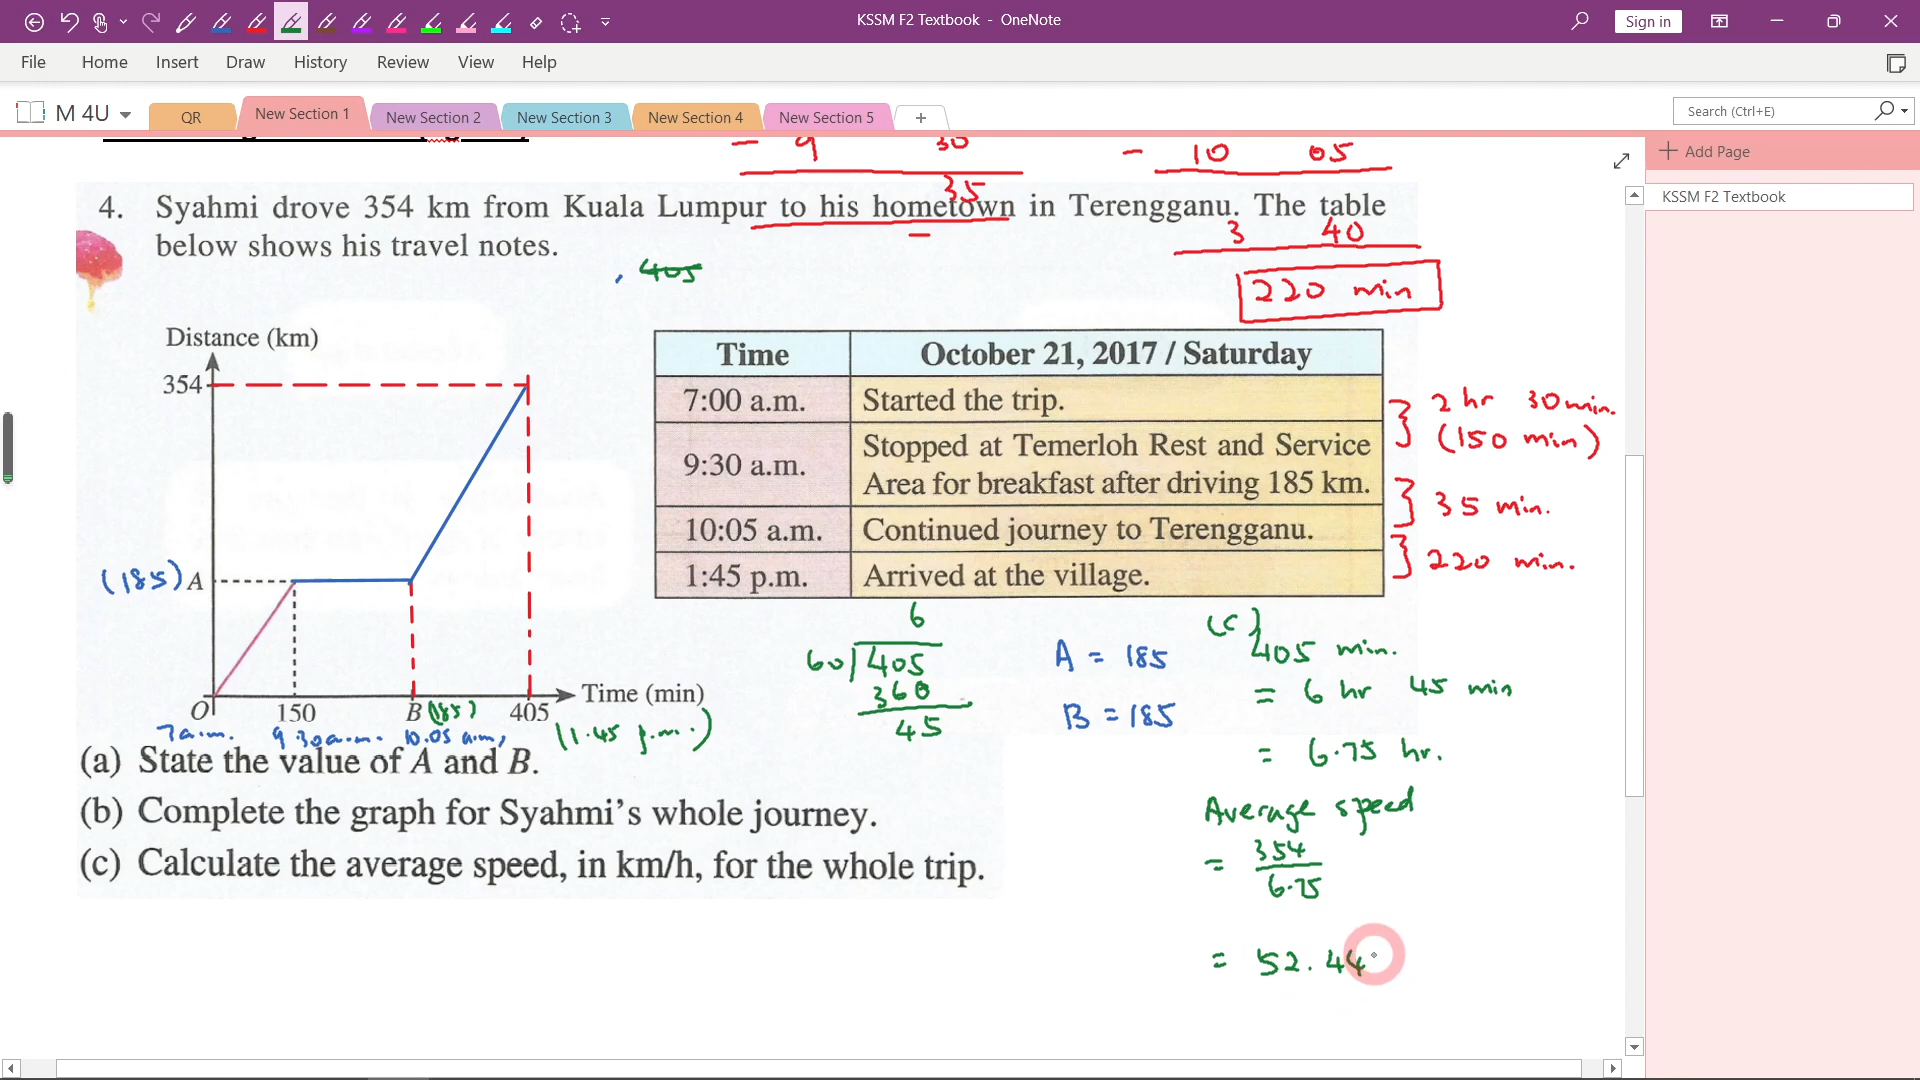 KSSM F2 Textbook - OneNote
Sign in
File Home Insert Draw History Review View Help
M 4U
QR
New Section 1
New Section 2
New Section 3
New Section 4
New Section 5
Search (Ctrl+E)
Add Page
KSSM F2 Textbook
- 9 30
35
- 10 05
3 40
220 min
4. Syahmi drove 354 km from Kuala Lumpur to his hometown in Terengganu. The table
below shows his travel notes.
405
Distance (km)
354
(185) A
O 150 B (185) 405 Time (min)
7a.m. 9.30a.m. 10.05 a.m, (1.45 p.m.)
Time October 21, 2017 / Saturday
7:00 a.m. Started the trip.
9:30 a.m. Stopped at Temerloh Rest and Service
Area for breakfast after driving 185 km.
10:05 a.m. Continued journey to Terengganu.
1:45 p.m. Arrived at the village.
2 hr 30min.
(150 min)
35 min.
220 min.
6
60)405
360
45
A = 185
B = 185
(c)
405 min.
= 6 hr 45 min
= 6.75 hr.
Average speed
= 354
6.75
= 52.44
(a) State the value of A and B.
(b) Complete the graph for Syahmi's whole journey.
(c) Calculate the average speed, in km/h, for the whole trip.